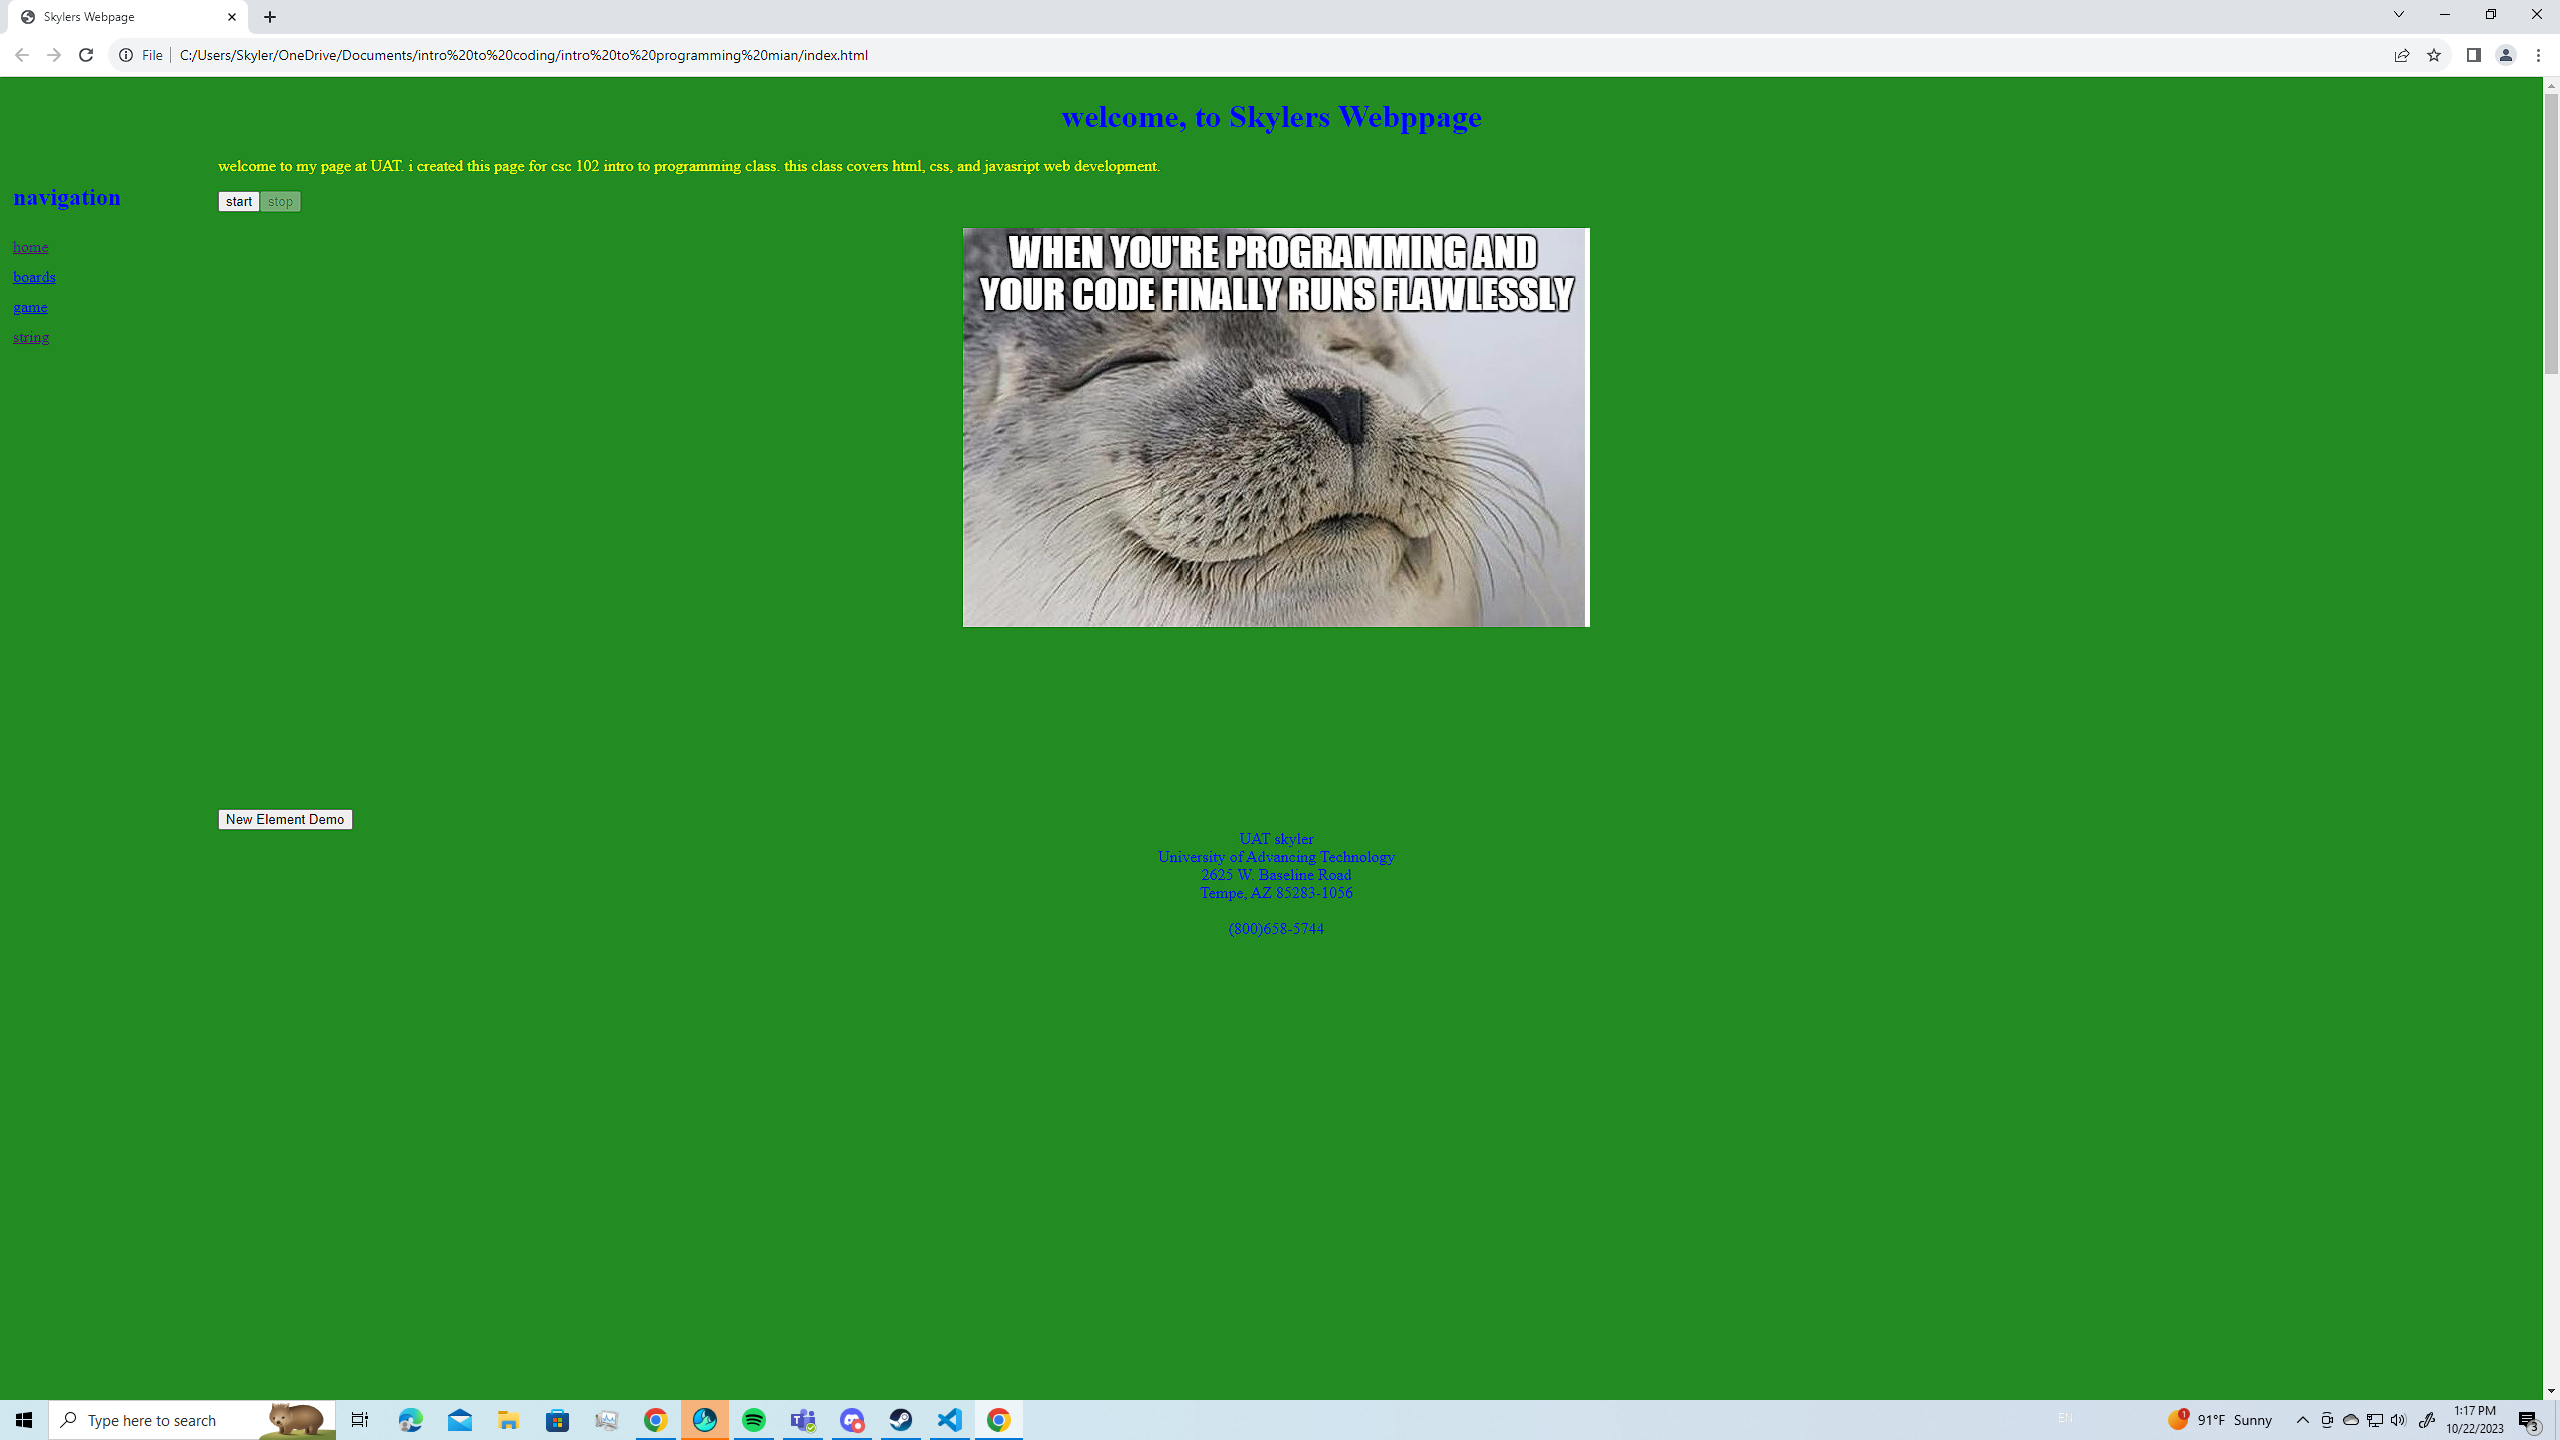 Skylers Webpage
File
C:/Users/Skyler/OneDrive/Documents/intro%20to%20coding/intro%20to%20programming%20mian/index.html
welcome, to Skylers Webppage
welcome to my page at UAT. i created this page for csc 102 intro to programming class. this class covers html, css, and javasript web development.
navigation
start stop
home
boards
game
string
WHEN YOU'RE PROGRAMMING AND
YOUR CODE FINALLY RUNS FLAWLESSLY
New Element Demo
UAT skyler
University of Advancing Technology
2625 W. Baseline Road
Tempe, AZ 85283-1056
(800)658-5744
Type here to search
EN
1
91°F Sunny
1:17 PM
10/22/2023
3